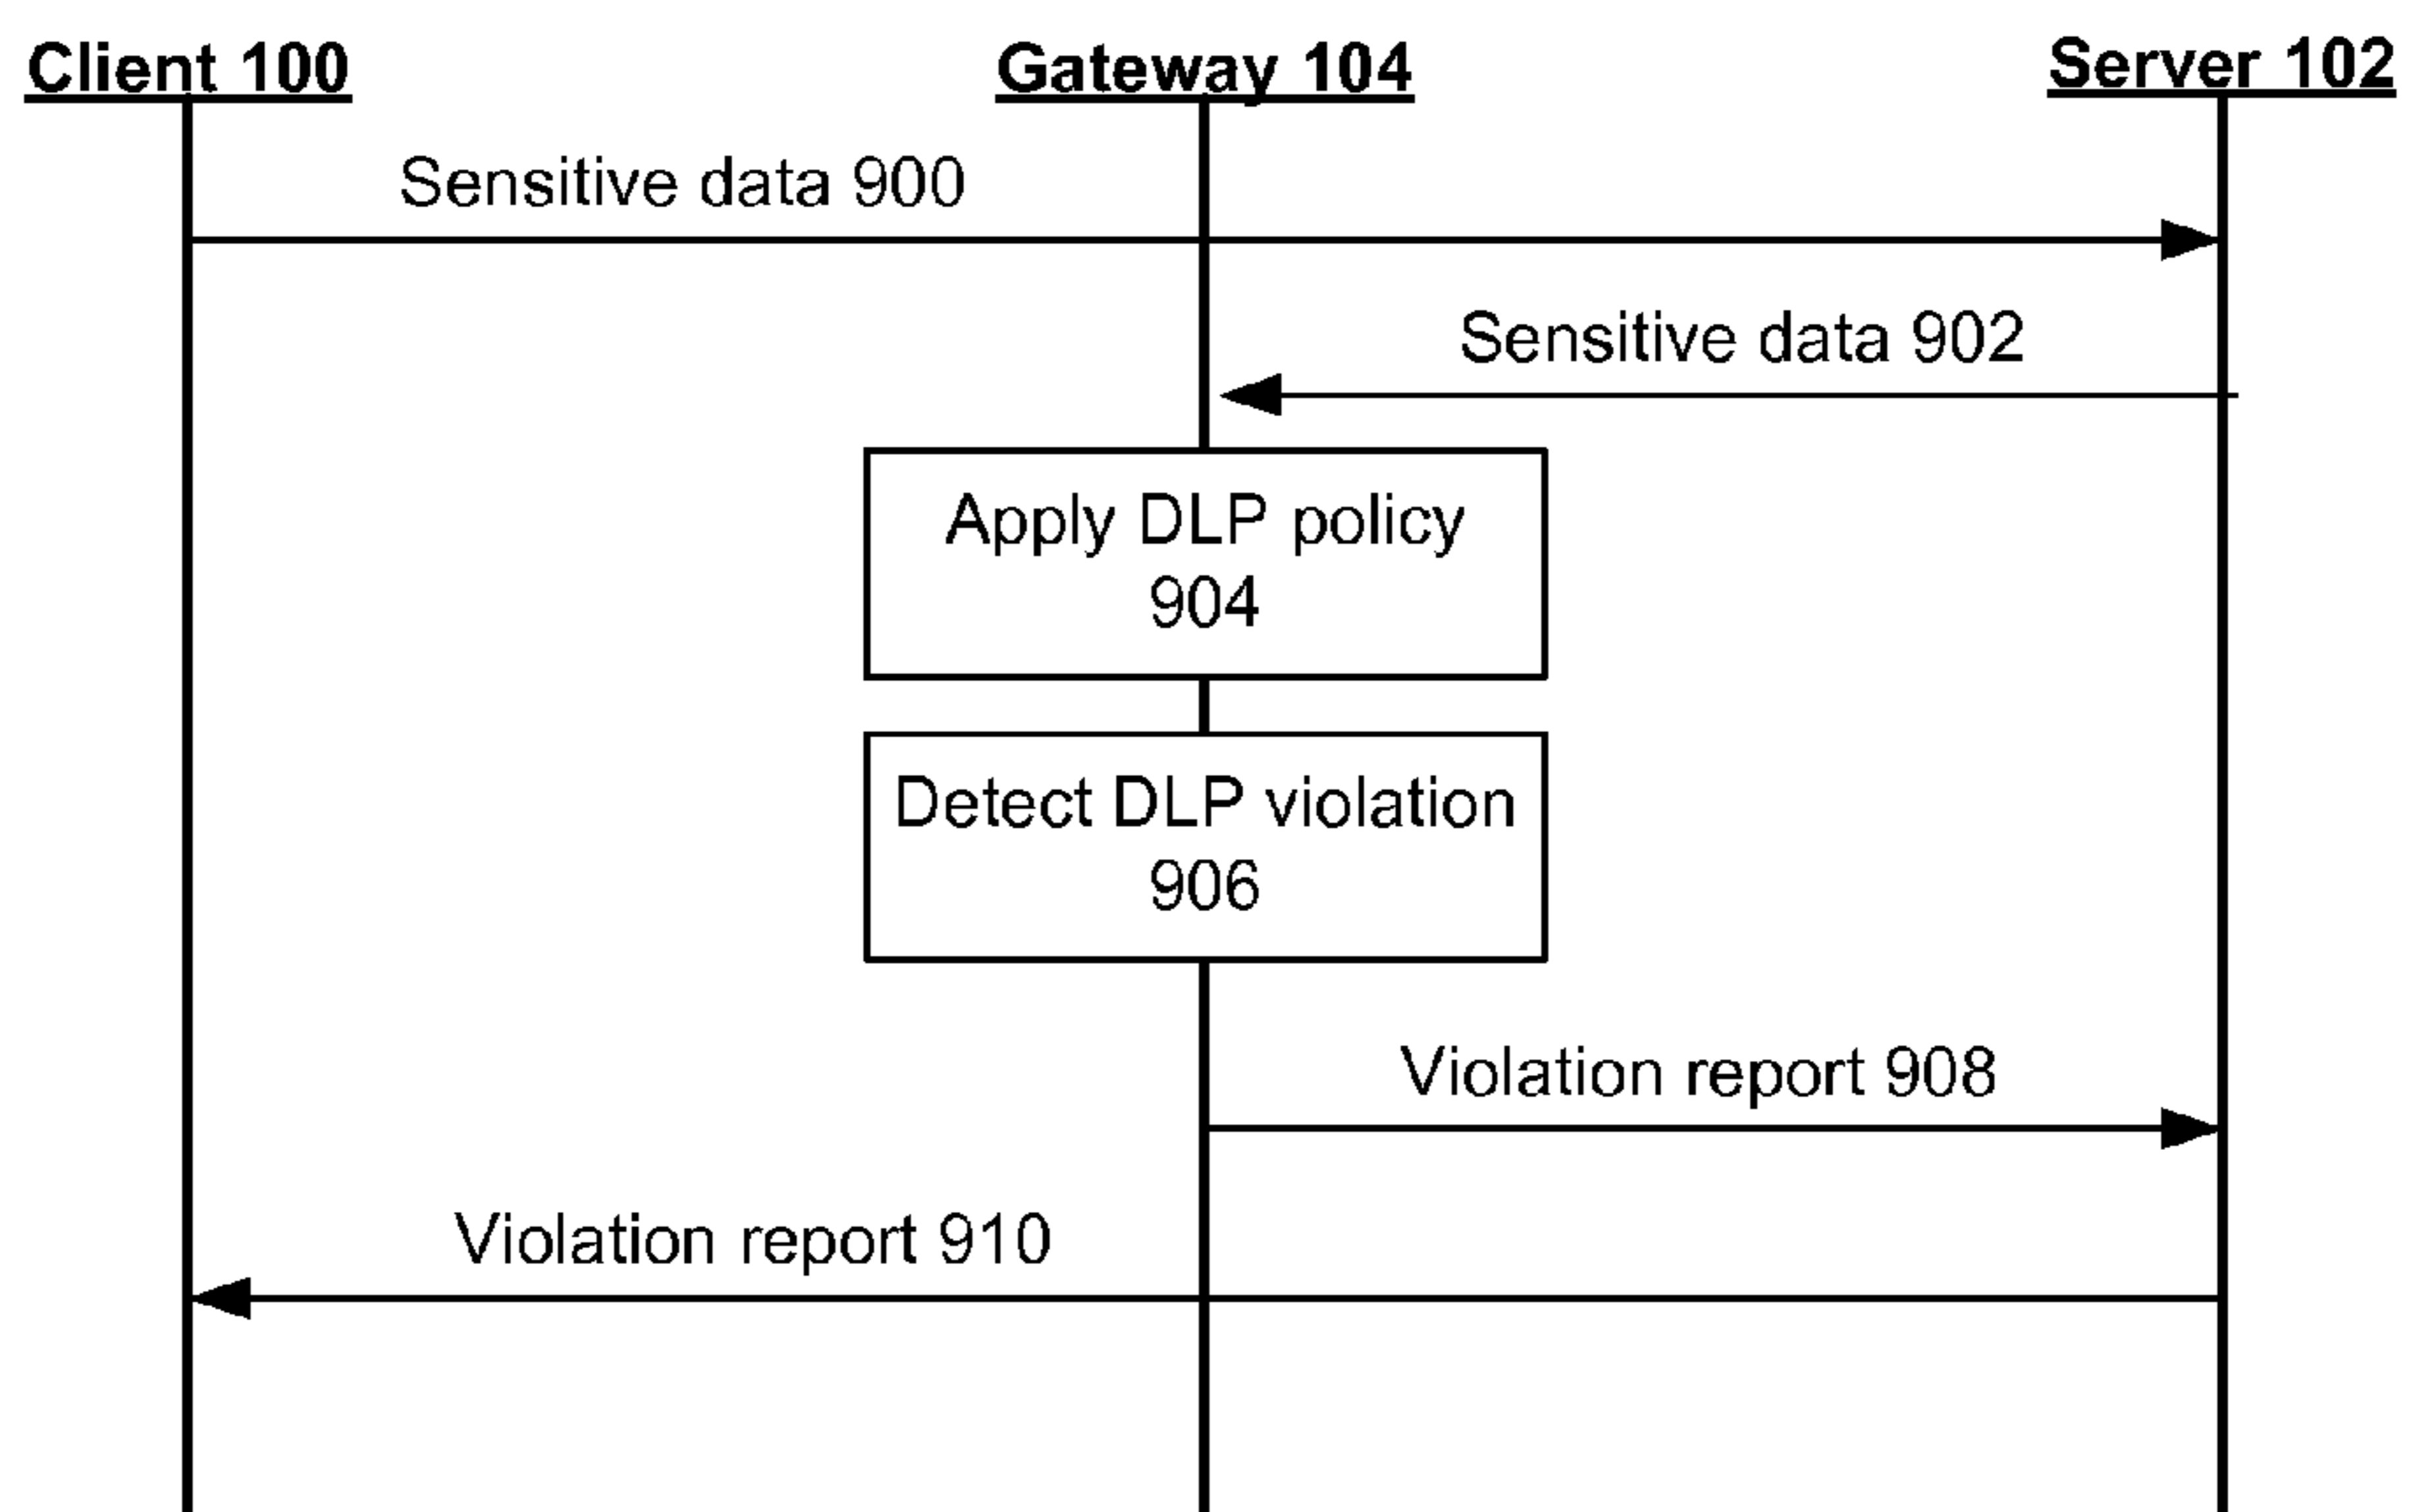 Client 100
Gateway 104
Server 102
Sensitive data 900
Sensitive data 902
Apply DLP policy
904
Detect DLP violation
906
Violation report 908
Violation report 910